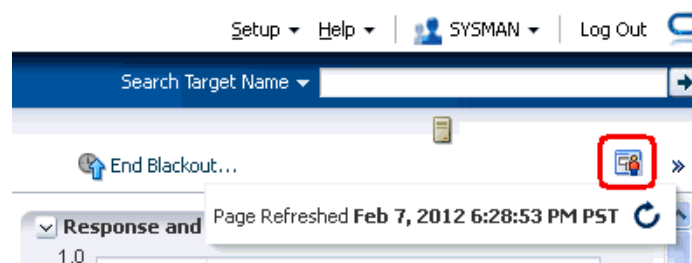 Setup Help SYSMAN Log Out
Search Target Name
End Blackout... »
Page Refreshed Feb 7, 2012 6:28:53 PM PST
Response and
1.0